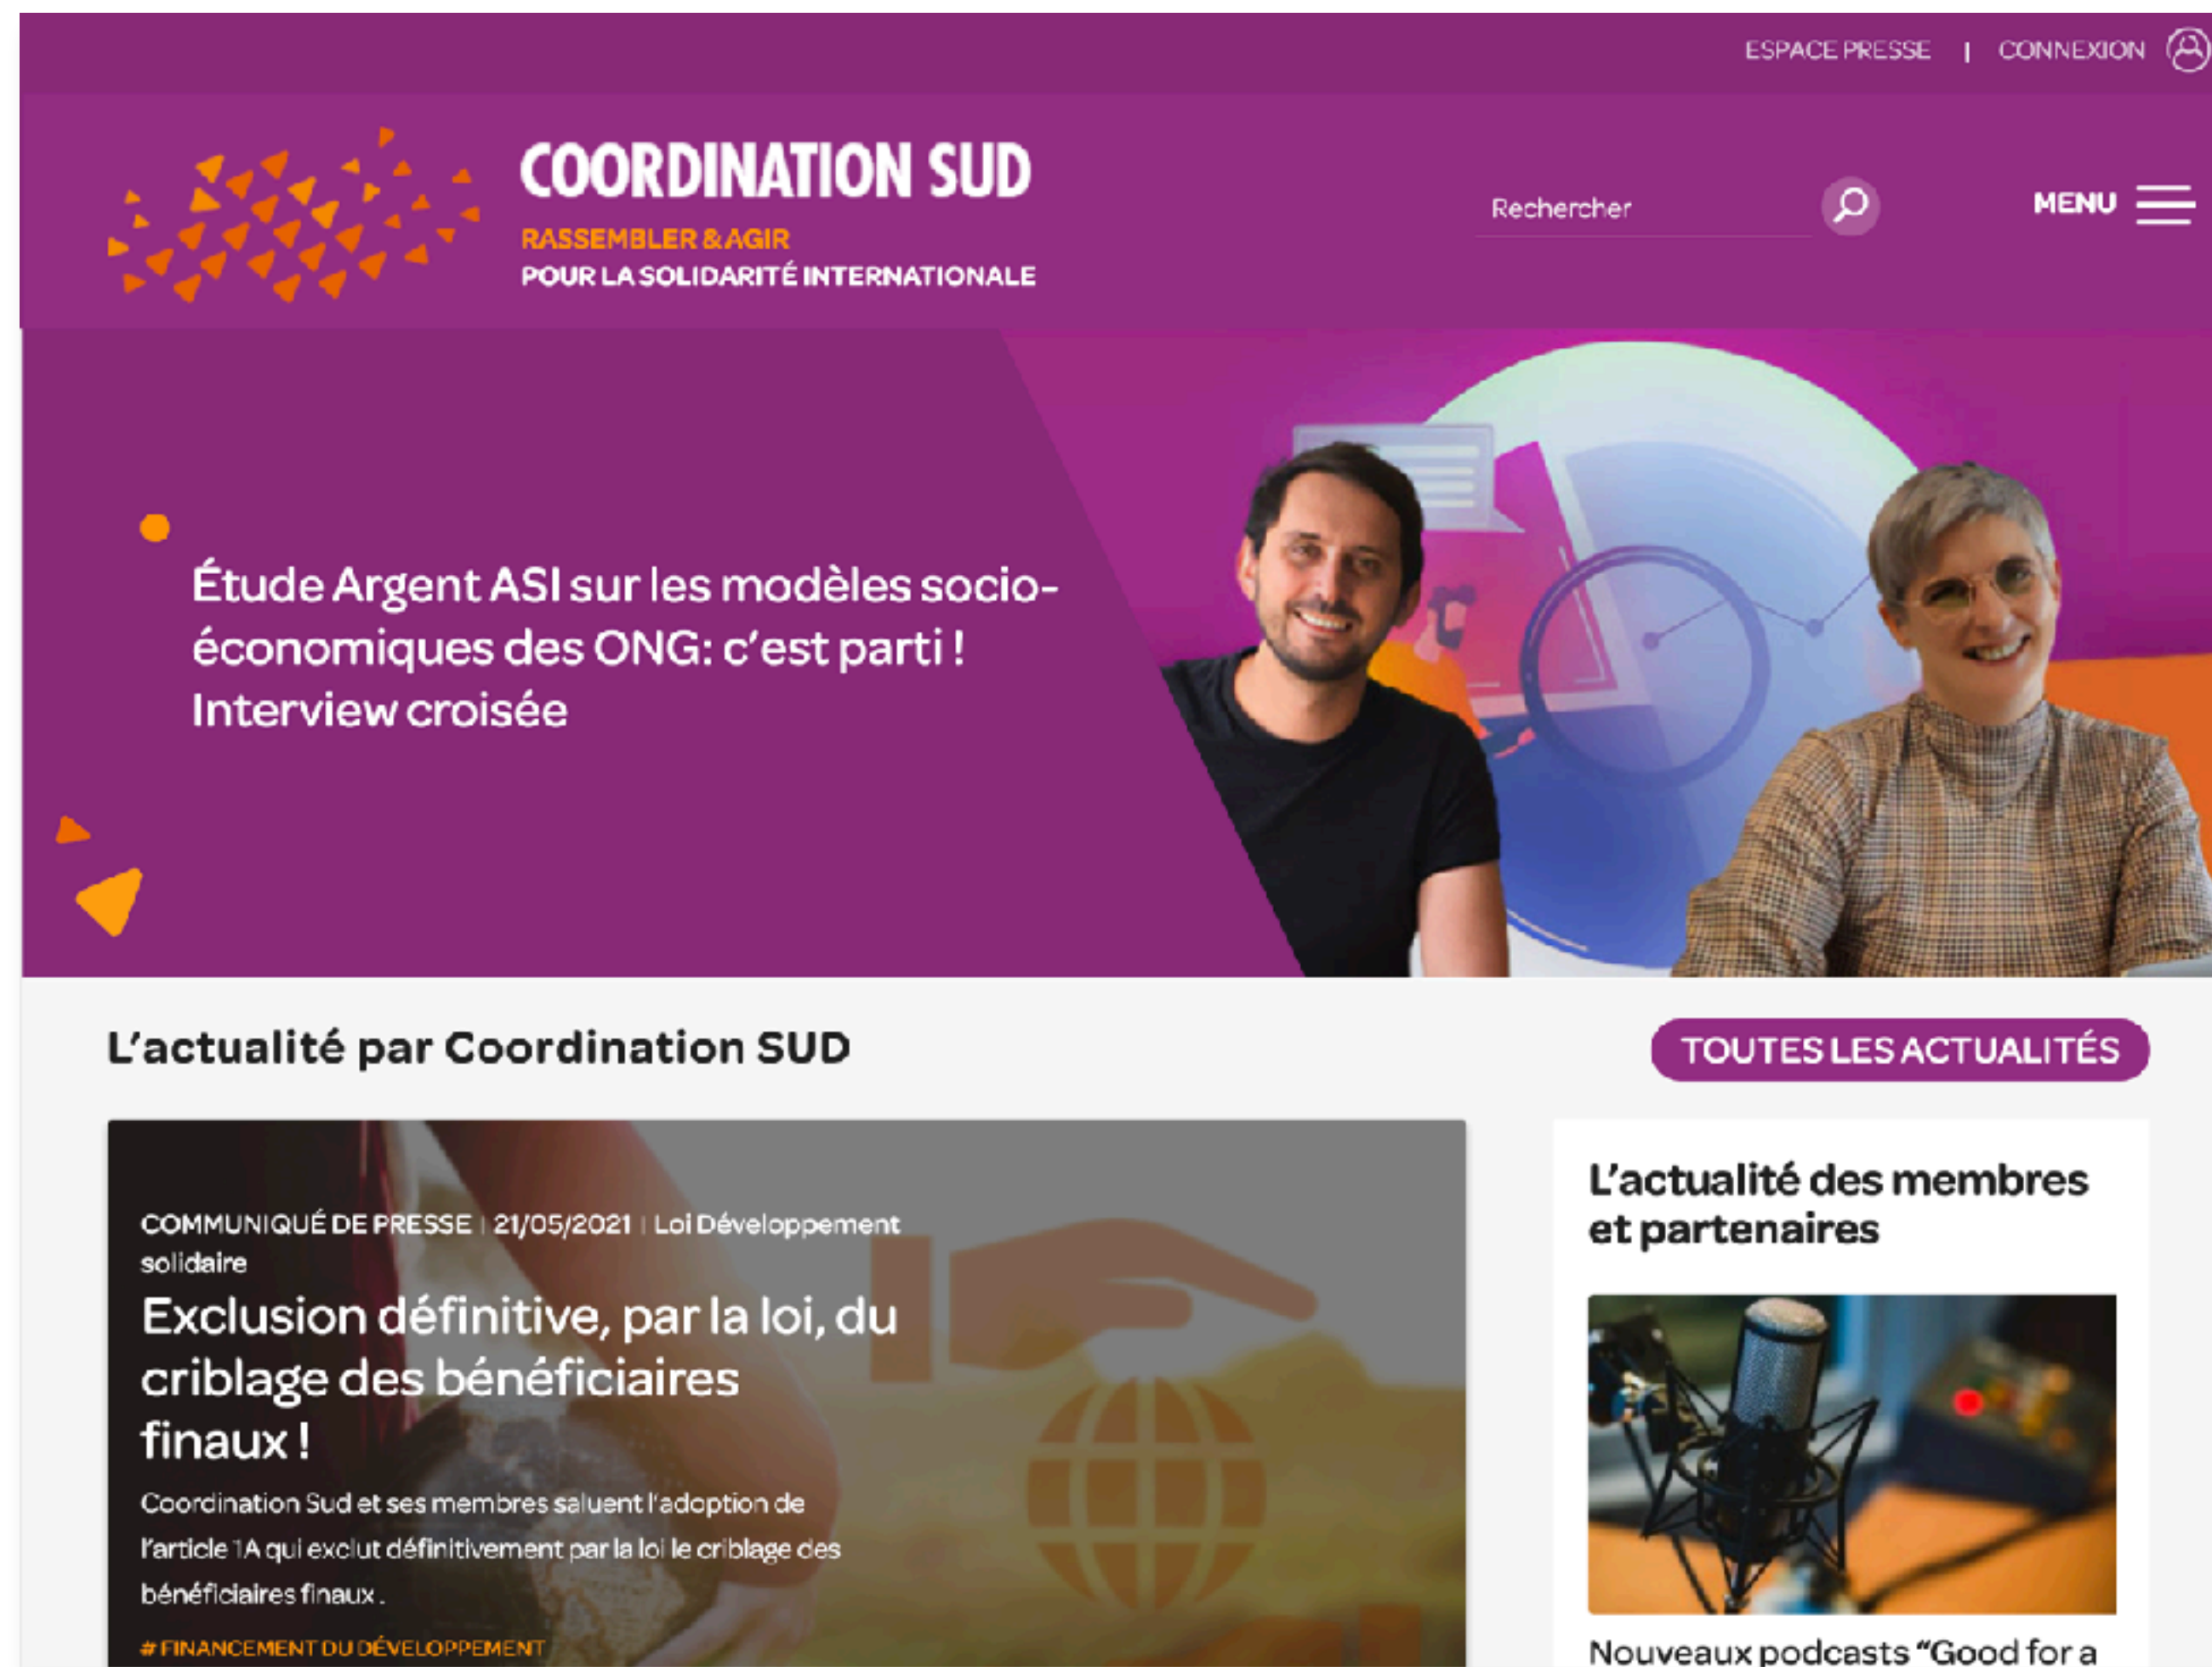 ESPACE PRESSE | CONNEXION
COORDINATION SUD
RASSEMBLER & AGIR
POUR LA SOLIDARITÉ INTERNATIONALE
Rechercher
MENU
Étude Argent ASI sur les modèles socio-
économiques des ONG: c'est parti !
Interview croisée
L'actualité par Coordination SUD
TOUTES LES ACTUALITÉS
COMMUNIQUÉ DE PRESSE | 21/05/2021 | Loi Développement
solidaire
Exclusion définitive, par la loi, du
criblage des bénéficiaires
finaux !
Coordination Sud et ses membres saluent l'adoption de
l'article 1A qui exclut définitivement par la loi le criblage des
bénéficiaires finaux .
# FINANCEMENT DU DÉVELOPPEMENT
L'actualité des membres
et partenaires
Nouveaux podcasts “Good for a